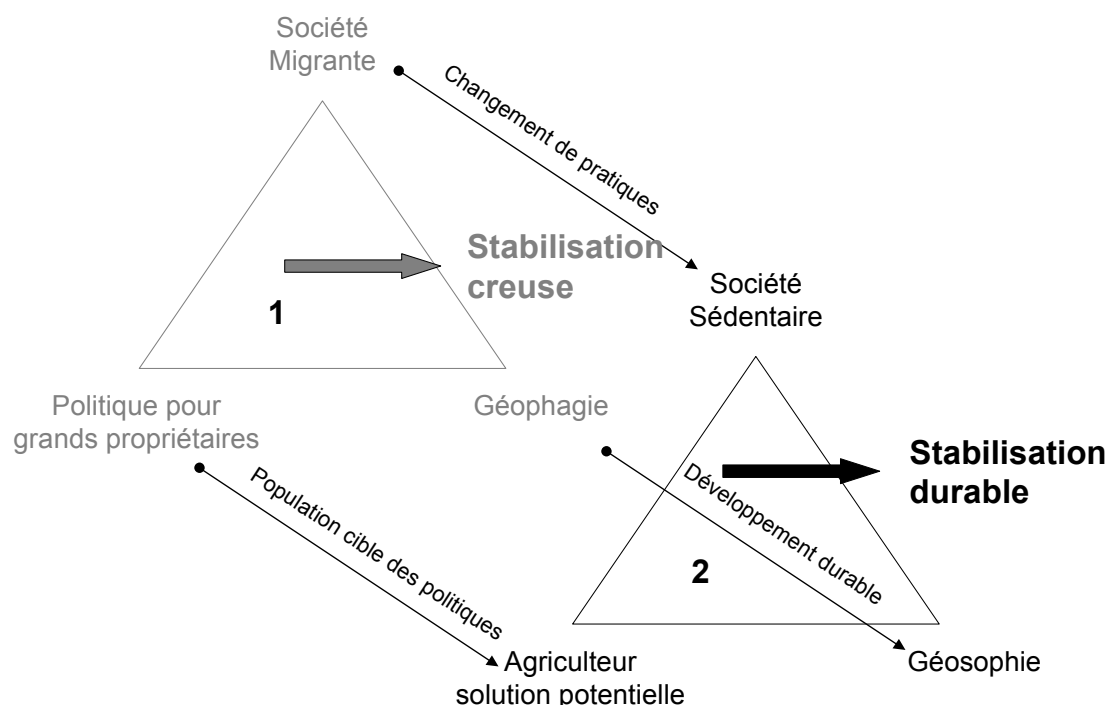 Société
Migrante
Changement de pratiques
Stabilisation
creuse
1
Société
Sédentaire
Politique pour
grands propriétaires
Géophagie
Stabilisation
durable
Population cible des politiques
Développement durable
2
Agriculteur
solution potentielle
Géosophie